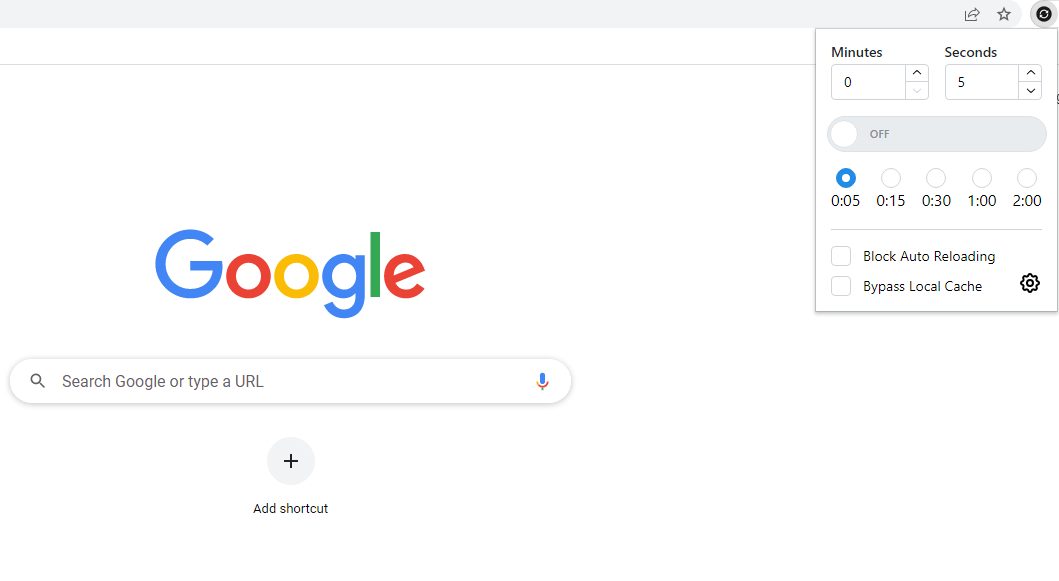 Minutes Seconds
0 5
OFF
0:05 0:15 0:30 1:00 2:00
Block Auto Reloading
Bypass Local Cache
Google
Search Google or type a URL
Add shortcut